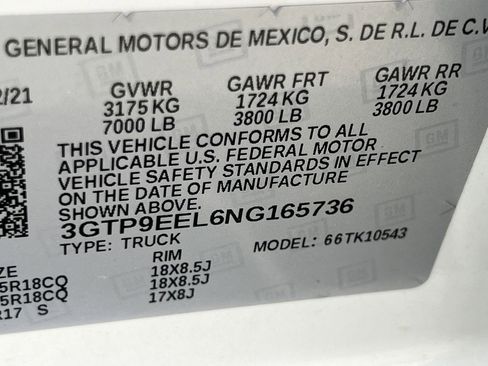 GENERAL MOTORS DE MEXICO, S. DE R.L. DE C.V
2/21 GVWR GAWR FRT GAWR RR
3175 KG 1724 KG 1724 KG
7000 LB 3800 LB 3800 LB
THIS VEHICLE CONFORMS TO ALL
APPLICABLE U.S. FEDERAL MOTOR
VEHICLE SAFETY STANDARDS IN EFFECT
ON THE DATE OF MANUFACTURE
SHOWN ABOVE.
3GTP9EEL6NG165736
TYPE: TRUCK MODEL: 66TK10543
ZE RIM
5R18CQ 18X8.5J
5R18CQ 18X8.5J
R17 S 17X8J